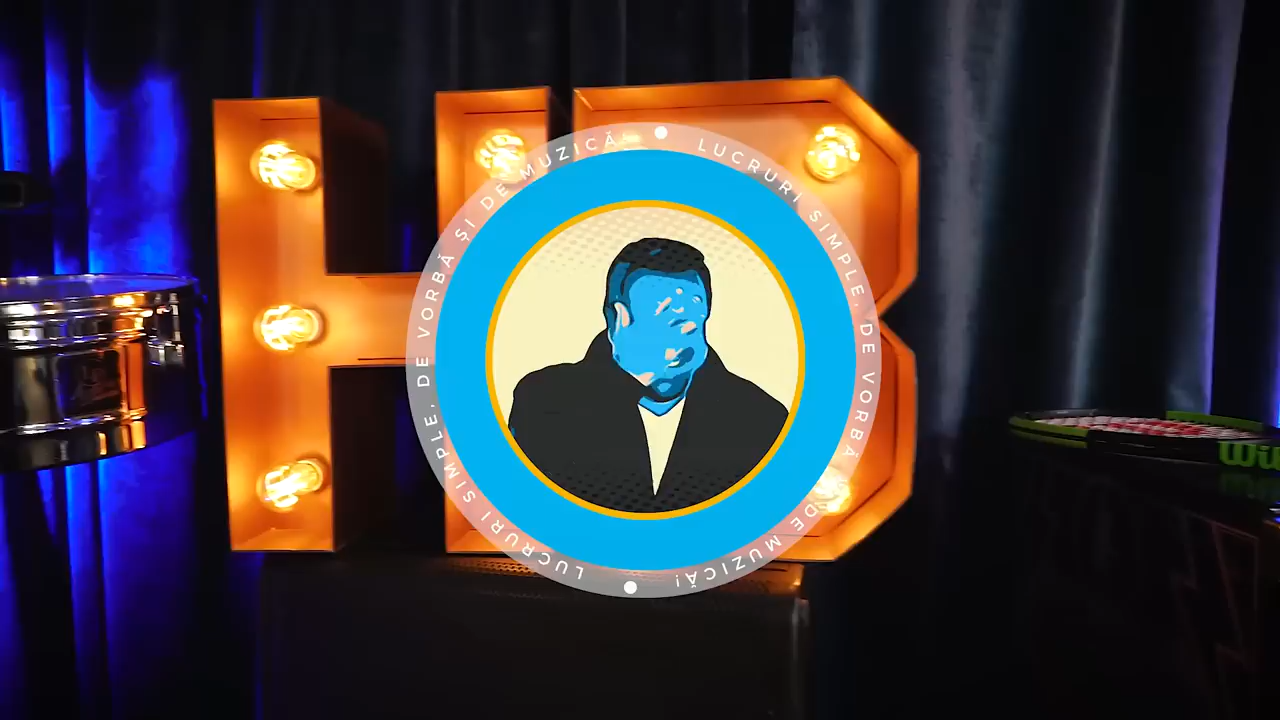 HB
LUCRURI SIMPLE, DE VORBĂ ȘI DE MUZICĂ!
LUCRURI SIMPLE, DE VORBĂ ȘI DE MUZICĂ!